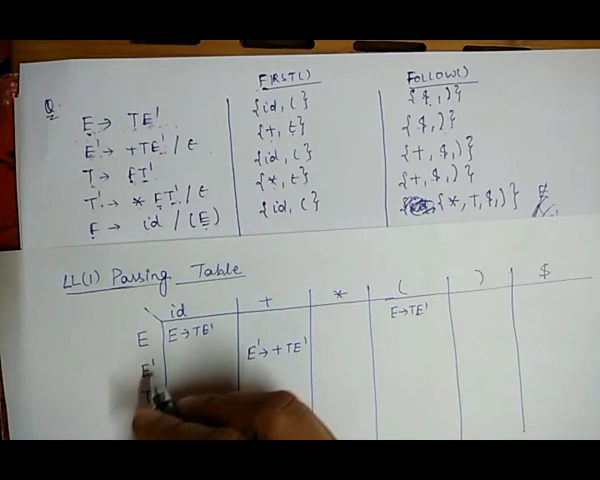 Q. FIRST() FOLLOW()
E → TE' {id, (} {$, )}
E' → +TE' / ε {+, ε} {$, )}
T → FT' {id, (} {+, $, )}
T' → * FT' / ε {*, ε} {+, $, )}
F → id / (E) {id, (} {*, +, $, )}
LL(1) Parsing Table
id + * ( ) $
E E→TE' E→TE'
E' E'→+TE'
T